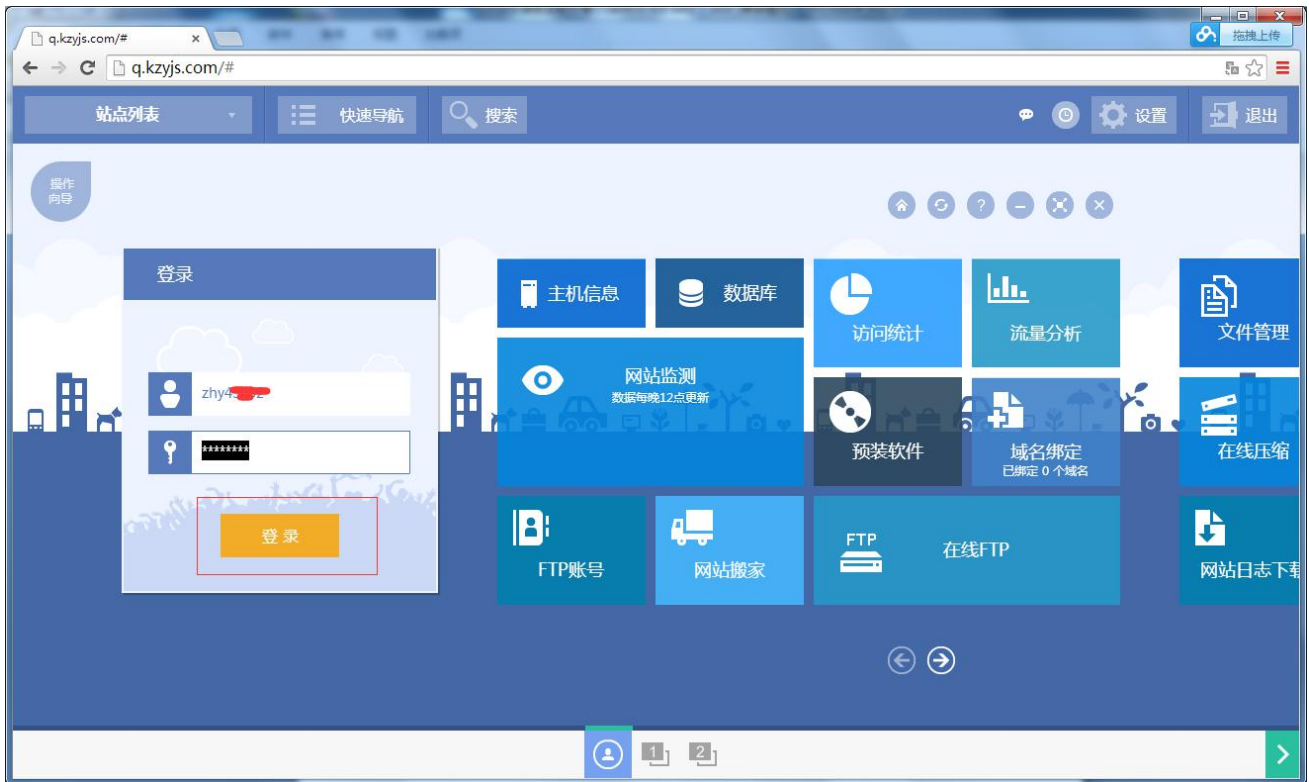 q.kzyjs.com/#
拖拽上传
q.kzyjs.com/#
站点列表
快速导航
搜索
设置
退出
操作
向导
登录
zhy4
********
登 录
主机信息
数据库
访问统计
流量分析
文件管理
网站监测
数据每晚12点更新
预装软件
域名绑定
已绑定 0 个域名
在线压缩
FTP账号
网站搬家
FTP
在线FTP
网站日志下载
1
2